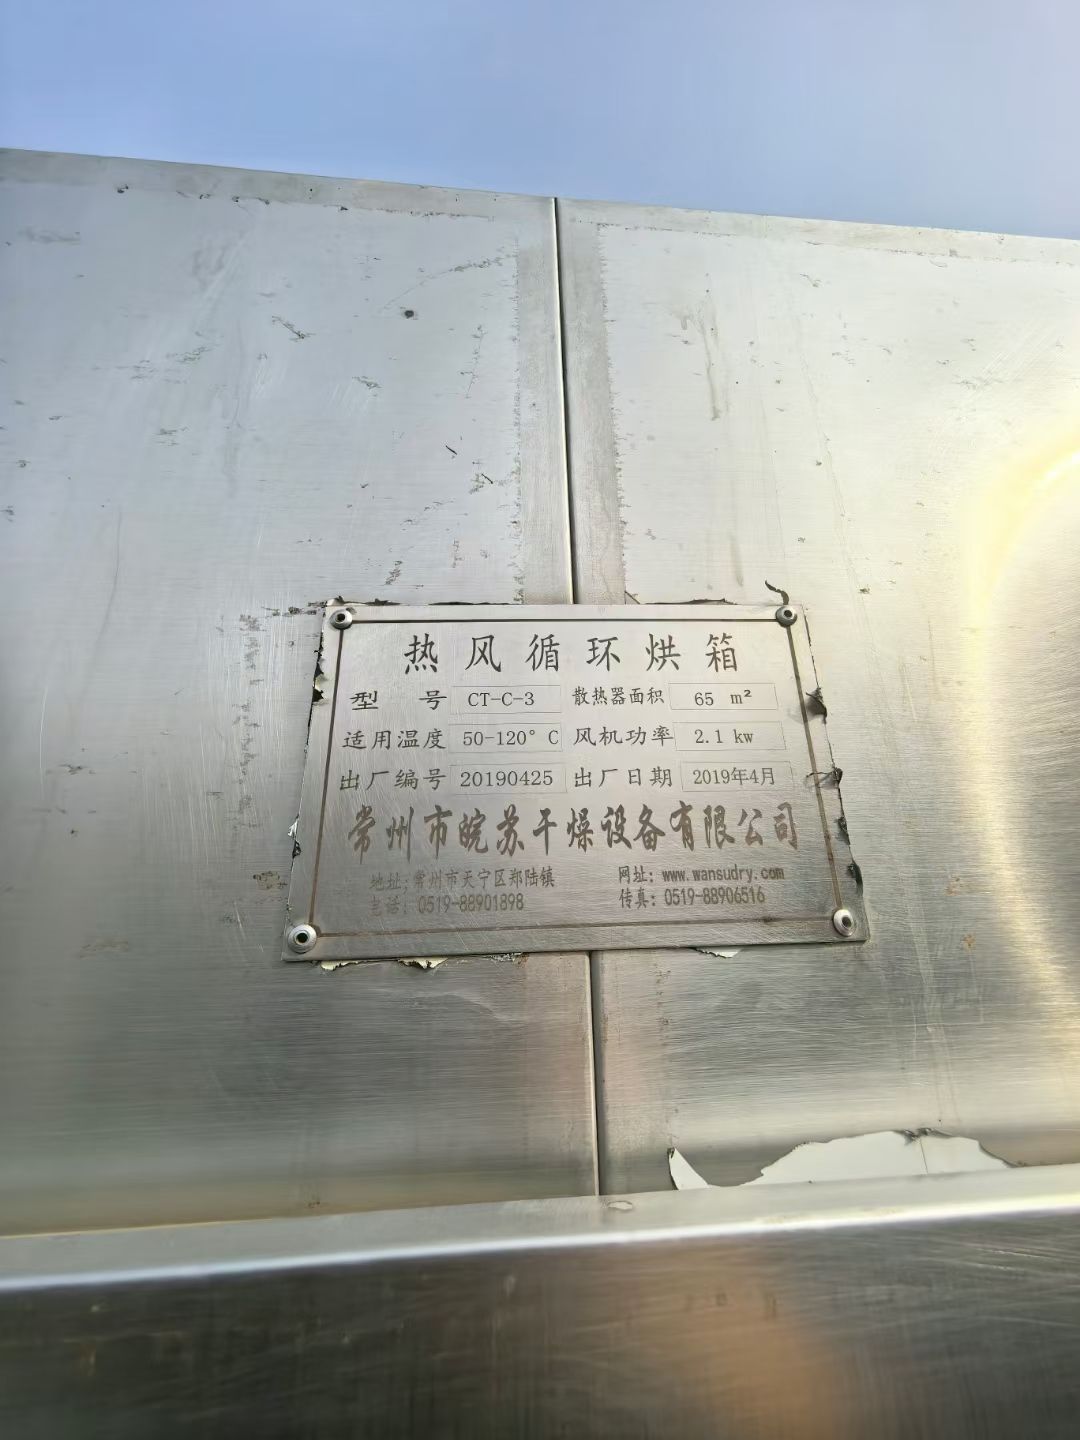 热风循环烘箱
型号 CT-C-3 散热器面积 65 m²
适用温度 50-120° C 风机功率 2.1 kw
出厂编号 20190425 出厂日期 2019年4月
常州市皖苏干燥设备有限公司
地址:常州市天宁区郑陆镇 网址: www.wansudry.com
电话: 0519-88901898 传真: 0519-88906516